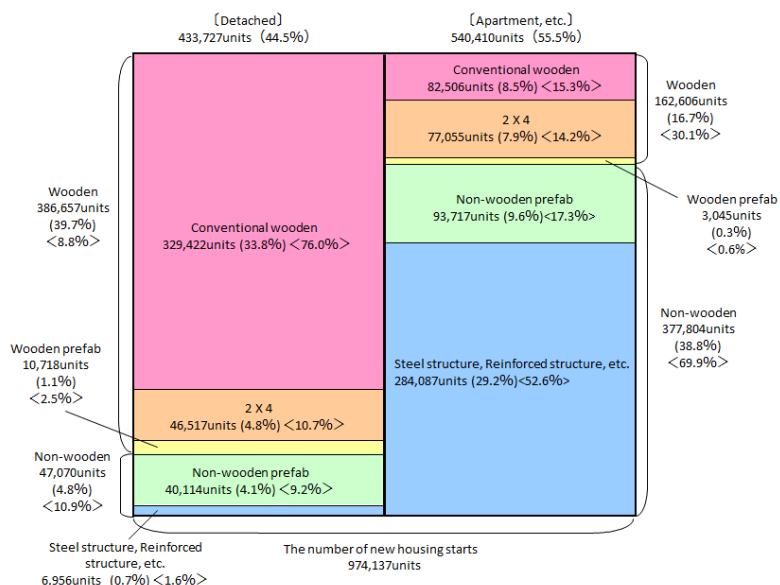 〔Detached〕
433,727units (44.5%)
〔Apartment, etc.〕
540,410units (55.5%)
Conventional wooden
82,506units (8.5%) <15.3%>
2 X 4
77,055units (7.9%) <14.2%>
Wooden
162,606units
(16.7%)
<30.1%>
Non-wooden prefab
93,717units (9.6%)<17.3%>
Wooden prefab
3,045units
(0.3%)
<0.6%>
Wooden
386,657units
(39.7%)
<8.8%>
Conventional wooden
329,422units (33.8%) <76.0%>
Non-wooden
377,804units
(38.8%)
<69.9%>
Steel structure, Reinforced structure, etc.
284,087units (29.2%)<52.6%>
Wooden prefab
10,718units
(1.1%)
<2.5%>
2 X 4
46,517units (4.8%) <10.7%>
Non-wooden
47,070units
(4.8%)
<10.9%>
Non-wooden prefab
40,114units (4.1%) <9.2%>
Steel structure, Reinforced
structure, etc.
6,956units (0.7%) <1.6%>
The number of new housing starts
974,137units